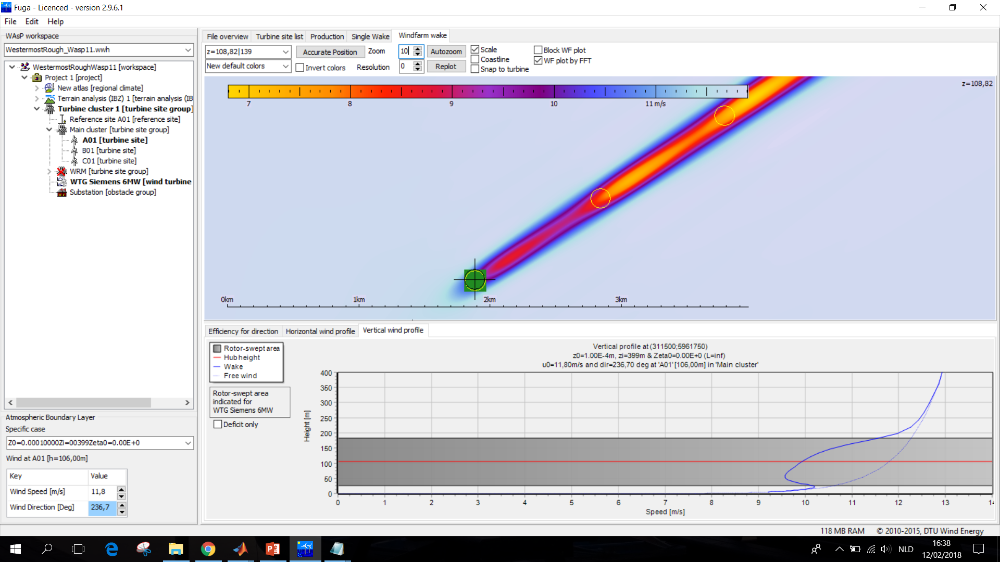 Fuga - Licenced - version 2.9.6.1
File Edit Help
WAsP workspace
WestermostRough_Wasp11.wwh
WestermostRoughWasp11 [workspace]
Project 1 [project]
New atlas [regional climate]
Terrain analysis (IBZ) 1 [terrain analysis (IB
Turbine cluster 1 [turbine site group]
Reference site A01 [reference site]
Main cluster [turbine site group]
A01 [turbine site]
B01 [turbine site]
C01 [turbine site]
WRM [turbine site group]
WTG Siemens 6MW [wind turbine
Substation [obstacle group]
Atmospheric Boundary Layer
Specific case
Z0=0.00010000Zi=00399Zeta0=0.00E+0
Wind at A01 [h=106,00m]
Key Value
Wind Speed [m/s] 11,8
Wind Direction [Deg] 236,7
File overview Turbine site list Production Single Wake Windfarm wake
z=108,82|139 Accurate Position Zoom 10 Autozoom Scale Block WF plot
Coastline WF plot by FFT
New default colors Invert colors Resolution 0 Replot Snap to turbine
z=108,82
7 8 9 10 11 m/s
0km 1km 2km 3km
Efficiency for direction Horizontal wind profile Vertical wind profile
Rotor-swept area
Hub height
Wake
Free wind
Rotor-swept area
indicated for
WTG Siemens 6MW
Deficit only
Vertical profile at (311500;5961750)
z0=1.00E-4m, zi=399m & Zeta0=0.00E+0 (L=inf)
u0=11,80m/s and dir=236,70 deg at 'A01' [106,00m] in 'Main cluster'
400
350
300
250
200
150
100
50
0
Height [m]
0 1 2 3 4 5 6 7 8 9 10 11 12 13 14
Speed [m/s]
118 MB RAM © 2010-2015, DTU Wind Energy
NLD
16:38
12/02/2018